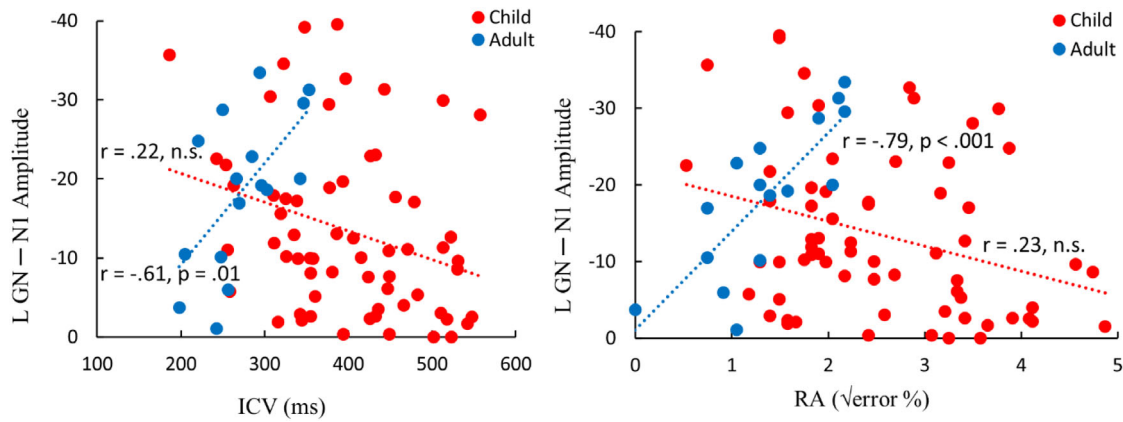 -40
-30
-20
-10
0
L GN — N1 Amplitude
Child
Adult
r = .22, n.s.
r = -.61, p = .01
100 200 300 400 500 600
ICV (ms)
-40
-30
-20
-10
0
L GN — N1 Amplitude
Child
Adult
r = -.79, p < .001
r = .23, n.s.
0 1 2 3 4 5
RA (√error %)